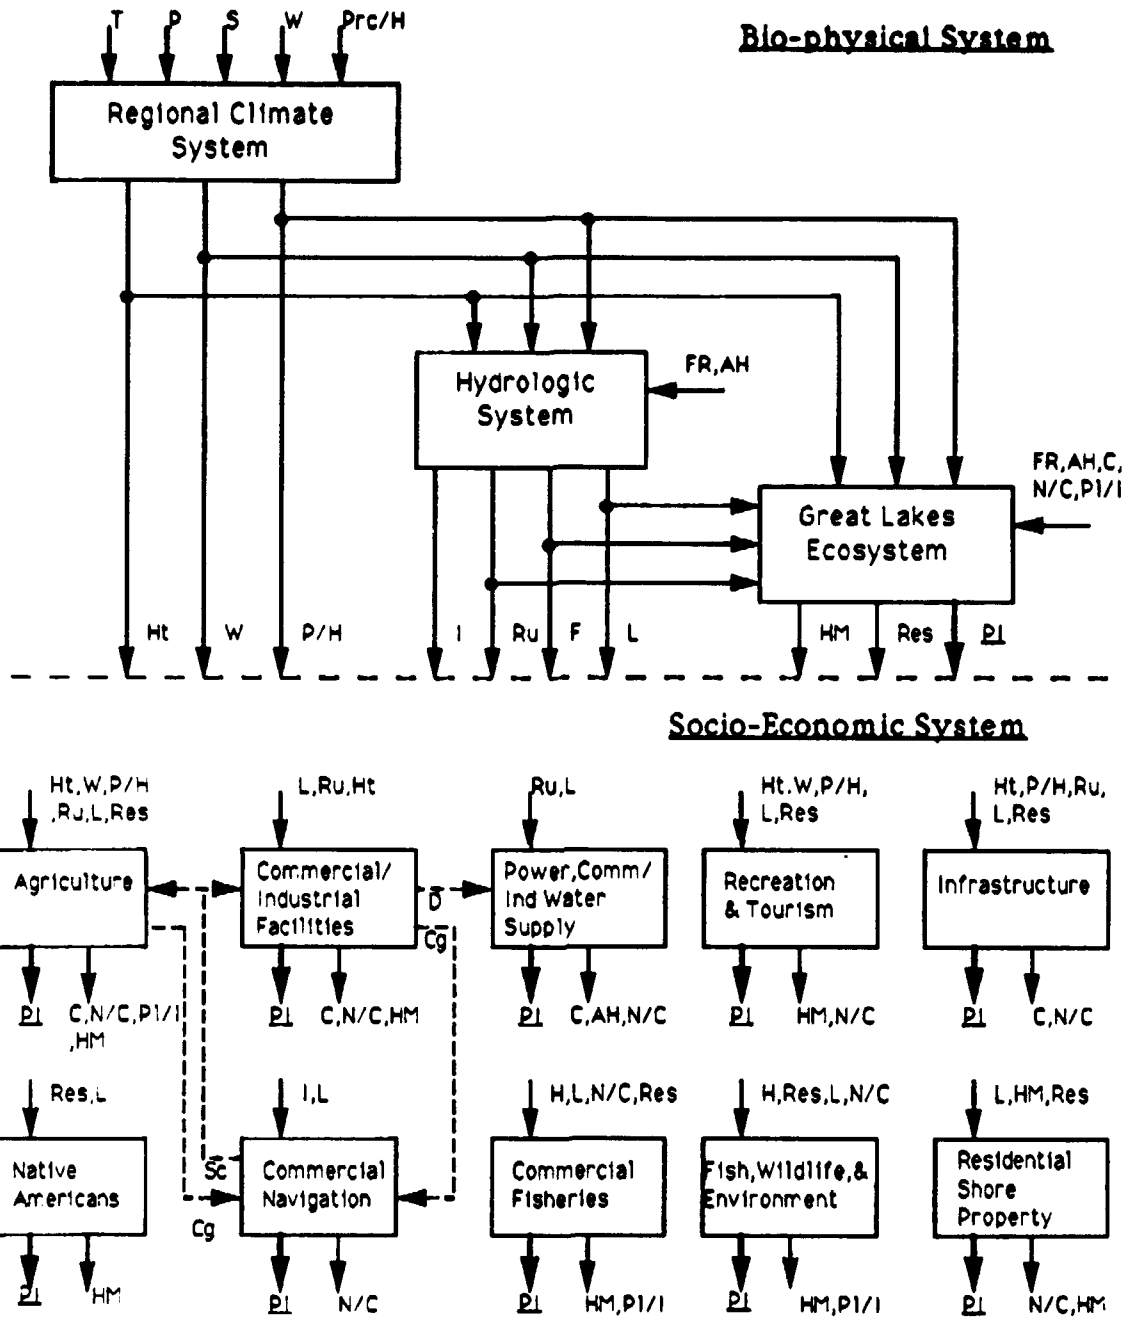 T P S W Prc/H
Bio-physical System
Regional Climate
System
FR,AH
Hydrologic
System
FR,AH,C,
N/C,P1/I
Great Lakes
Ecosystem
Ht W P/H I Ru F L HM Res PI
Socio-Economic System
Ht,W,P/H
,Ru,L,Res
L,Ru,Ht
Ru,L
Ht,W,P/H,
L,Res
Ht,P/H,Ru,
L,Res
Agriculture
Commercial/
Industrial
Facilities
D
Cg
Power,Comm/
Ind Water
Supply
Recreation
& Tourism
Infrastructure
PI C,N/C,P1/I
,HM
PI C,N/C,HM
PI C,AH,N/C
PI HM,N/C
PI C,N/C
Res,L
I,L
H,L,N/C,Res
H,Res,L,N/C
L,HM,Res
Native
Americans
Sc
Cg
Commercial
Navigation
Commercial
Fisheries
Fish,Wildlife,&
Environment
Residential
Shore
Property
PI HM
PI N/C
PI HM,P1/I
PI HM,P1/I
PI N/C,HM